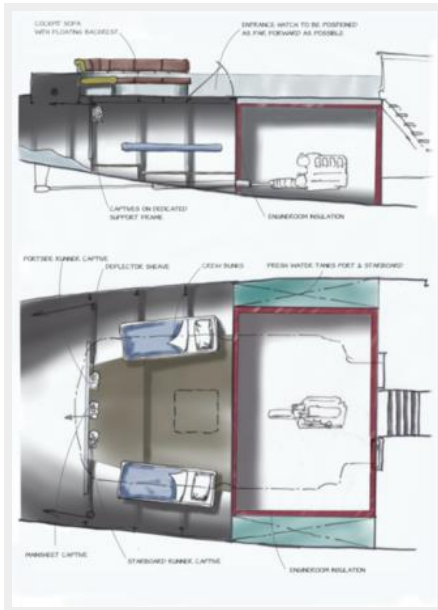 COCKPIT SOFA
WITH FLOATING BACKREST
ENTRANCE HATCH TO BE POSITIONED
AS FAR FORWARD AS POSSIBLE
CAPTIVES ON DEDICATED
SUPPORT FRAME
ENGINEROOM INSULATION
PORTSIDE RUNNER CAPTIVE
DEFLECTOR SHEAVE
CREW BUNKS
FRESH WATER TANKS PORT & STARBOARD
MAINSHEET CAPTIVE
STARBOARD RUNNER CAPTIVE
ENGINEROOM INSULATION